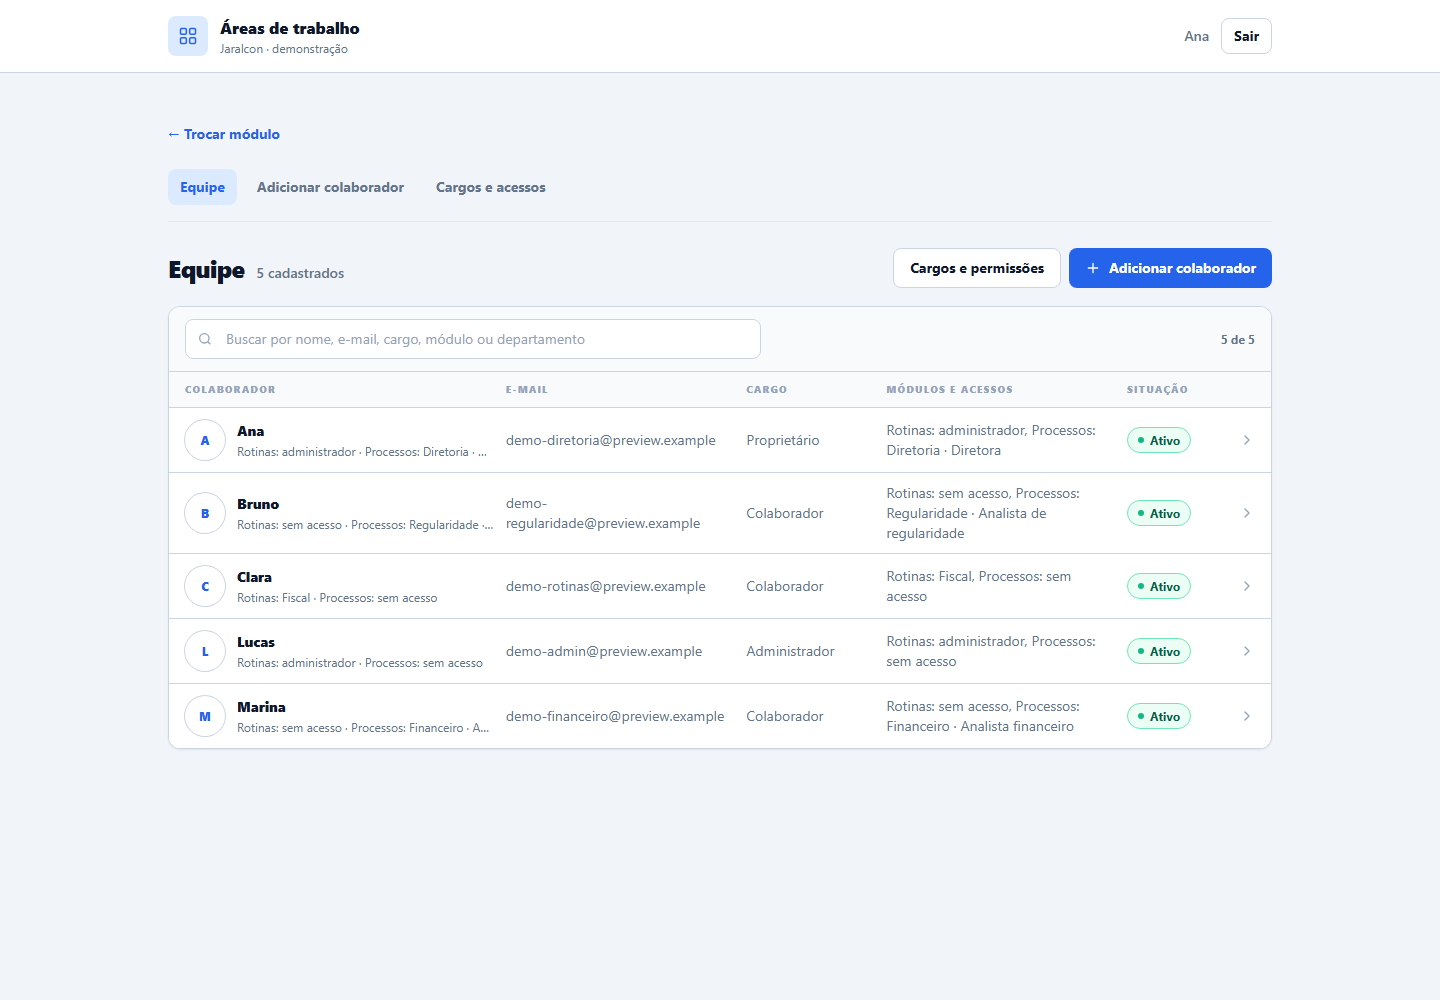 Áreas de trabalho
Jaralcon · demonstração
Ana
Sair
← Trocar módulo
Equipe
Adicionar colaborador
Cargos e acessos
Equipe
5 cadastrados
Cargos e permissões
+ Adicionar colaborador
Buscar por nome, e-mail, cargo, módulo ou departamento
5 de 5
COLABORADOR
E-MAIL
CARGO
MÓDULOS E ACESSOS
SITUAÇÃO
A
Ana
Rotinas: administrador · Processos: Diretoria · ...
demo-diretoria@preview.example
Proprietário
Rotinas: administrador, Processos:
Diretoria · Diretora
Ativo
B
Bruno
Rotinas: sem acesso · Processos: Regularidade ·...
demo-
regularidade@preview.example
Colaborador
Rotinas: sem acesso, Processos:
Regularidade · Analista de
regularidade
Ativo
C
Clara
Rotinas: Fiscal · Processos: sem acesso
demo-rotinas@preview.example
Colaborador
Rotinas: Fiscal, Processos: sem
acesso
Ativo
L
Lucas
Rotinas: administrador · Processos: sem acesso
demo-admin@preview.example
Administrador
Rotinas: administrador, Processos:
sem acesso
Ativo
M
Marina
Rotinas: sem acesso · Processos: Financeiro · A...
demo-financeiro@preview.example
Colaborador
Rotinas: sem acesso, Processos:
Financeiro · Analista financeiro
Ativo